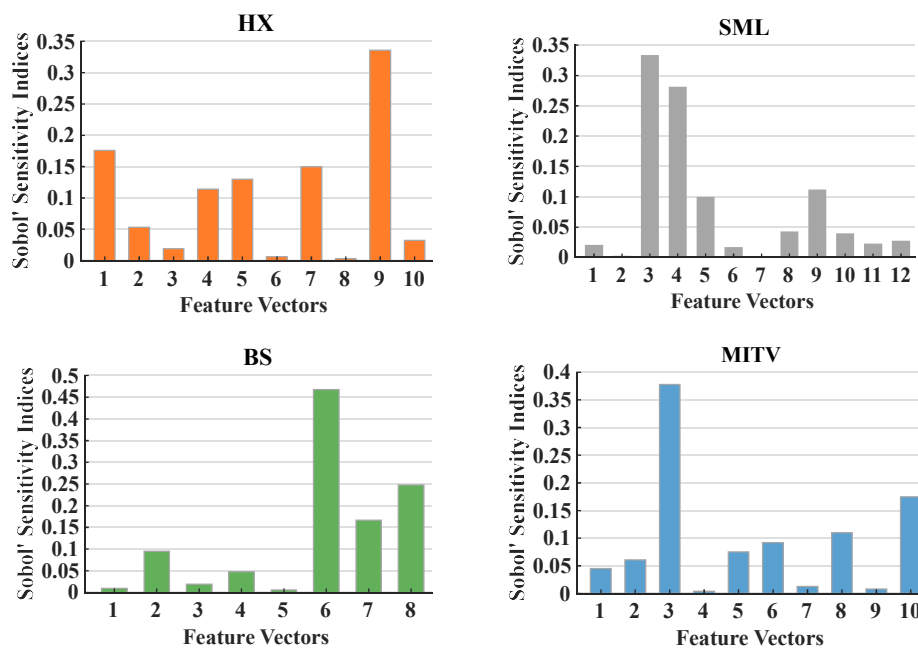 HX
Sobol' Sensitivity Indices
0.35
0.3
0.25
0.2
0.15
0.1
0.05
0
1 2 3 4 5 6 7 8 9 10
Feature Vectors
SML
Sobol' Sensitivity Indices
0.35
0.3
0.25
0.2
0.15
0.1
0.05
0
1 2 3 4 5 6 7 8 9 10 11 12
Feature Vectors
BS
Sobol' Sensitivity Indices
0.5
0.45
0.4
0.35
0.3
0.25
0.2
0.15
0.1
0.05
0
1 2 3 4 5 6 7 8
Feature Vectors
MITV
Sobol' Sensitivity Indices
0.4
0.35
0.3
0.25
0.2
0.15
0.1
0.05
0
1 2 3 4 5 6 7 8 9 10
Feature Vectors